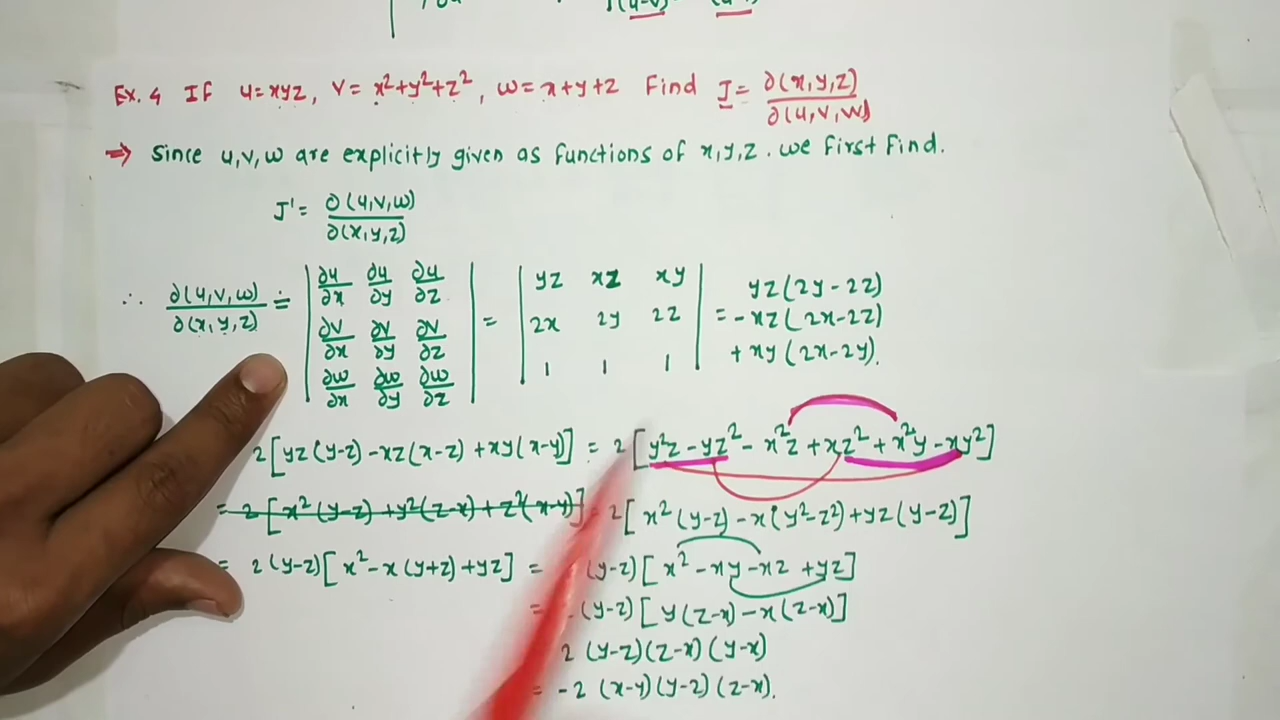 Ex. 4 If u=xyz, v=x²+y²+z², w=x+y+z Find J= ∂(x,y,z)/∂(u,v,w)
⇒ Since u,v,w are explicitly given as functions of x,y,z. we first find.
J'= ∂(u,v,w)/∂(x,y,z)
∴ ∂(u,v,w)/∂(x,y,z) = | ∂u/∂x ∂u/∂y ∂u/∂z | = | yz xz xy | = yz(2y-2z)
| ∂v/∂x ∂v/∂y ∂v/∂z | | 2x 2y 2z | -xz(2x-2z)
| ∂w/∂x ∂w/∂y ∂w/∂z | | 1 1 1 | +xy(2x-2y).
2[yz(y-z)-xz(x-z)+xy(x-y)] = 2[y²z-yz²-x²z+xz²+x²y-xy²]
= 2[x²(y-z)+y²(z-x)+z²(x-y)] = 2[x²(y-z)-x(y²-z²)+yz(y-z)]
= 2(y-z)[x²-x(y+z)+yz] = (y-z)[x²-xy-xz+yz]
= (y-z)[y(z-x)-x(z-x)]
2 (y-z)(z-x)(y-x)
= -2 (x-y)(y-z)(z-x).